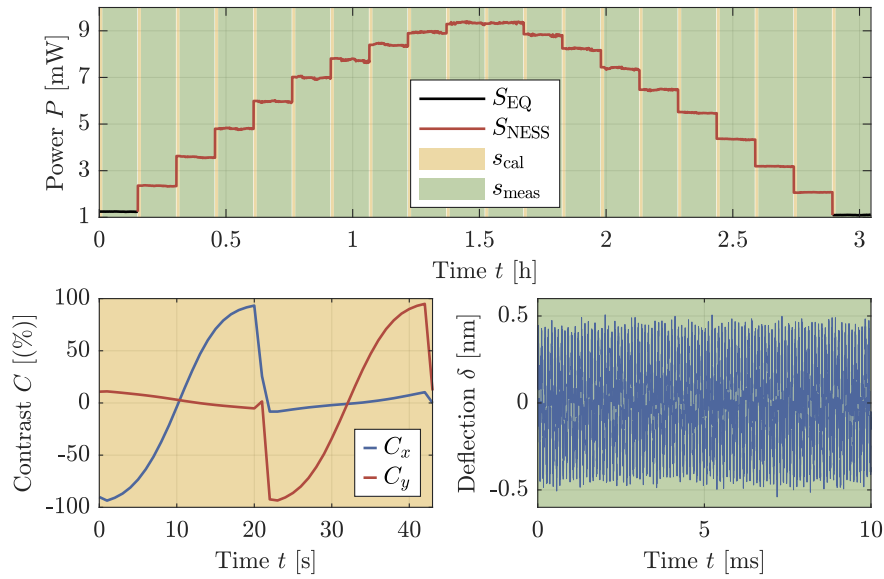 9
7
5
3
1
Power P [mW]
S_EQ
S_NESS
s_cal
s_meas
0 0.5 1 1.5 2 2.5 3
Time t [h]
100
50
0
-50
-100
Contrast C [(%)]
C_x
C_y
0 10 20 30 40
Time t [s]
0.5
0
-0.5
Deflection δ [nm]
0 5 10
Time t [ms]